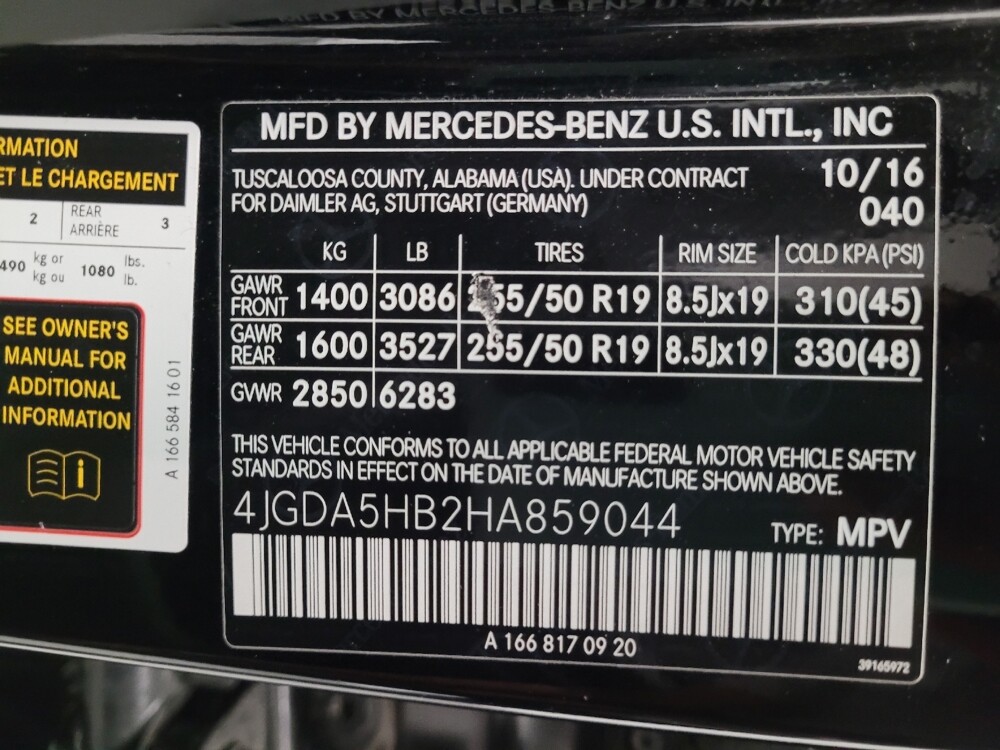 RMATION
ET LE CHARGEMENT
2 REAR 3
ARRIÈRE
490 kg or 1080 lbs.
kg ou lb.
SEE OWNER'S
MANUAL FOR
ADDITIONAL
INFORMATION
i
A 166 584 16 01
MFD BY MERCEDES-BENZ U.S. INTL., INC
TUSCALOOSA COUNTY, ALABAMA (USA). UNDER CONTRACT
FOR DAIMLER AG, STUTTGART (GERMANY)
10/16
040
KG LB TIRES RIM SIZE COLD KPA (PSI)
GAWR FRONT 1400 3086 255/50 R19 8.5Jx19 310(45)
GAWR REAR 1600 3527 255/50 R19 8.5Jx19 330(48)
GVWR 2850 6283
THIS VEHICLE CONFORMS TO ALL APPLICABLE FEDERAL MOTOR VEHICLE SAFETY
STANDARDS IN EFFECT ON THE DATE OF MANUFACTURE SHOWN ABOVE.
4JGDA5HB2HA859044 TYPE: MPV
A 166 817 09 20
39165972